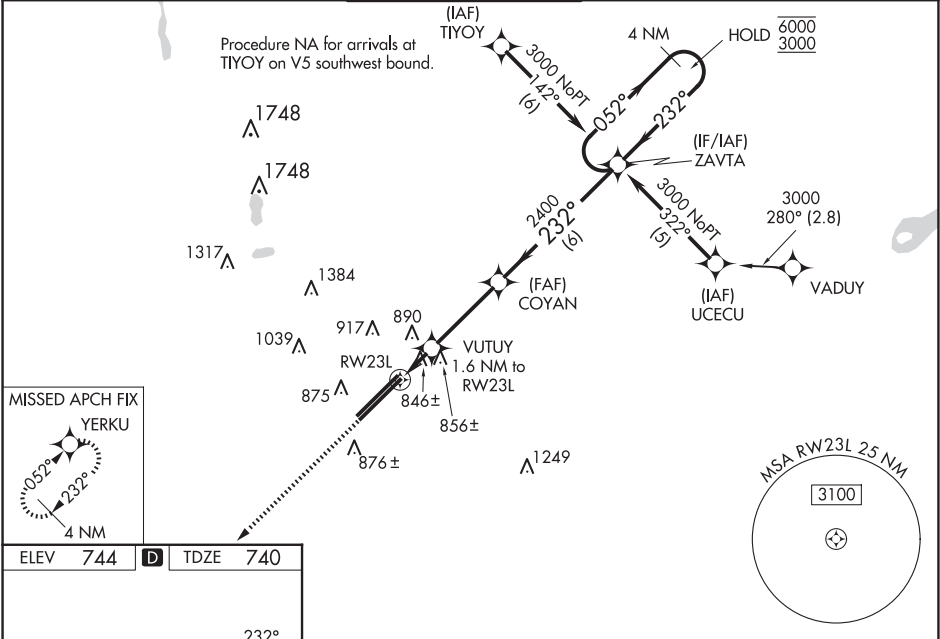 (IAF)
TIYOY
Procedure NA for arrivals at
TIYOY on V5 southwest bound.
4 NM
HOLD
6000
3000
3000 NoPT
142°
(6)
052°
232°
(IF/IAF)
ZAVTA
1748
1748
3000 NoPT
322°
(5)
3000
280° (2.8)
VADUY
(IAF)
UCECU
2400
232°
(6)
(FAF)
COYAN
1317
1384
917
890
1039
VUTUY
1.6 NM to
RW23L
RW23L
875
846±
856±
876±
1249
MISSED APCH FIX
YERKU
052°
232°
4 NM
MSA RW23L 25 NM
3100
ELEV 744 D TDZE 740
232°